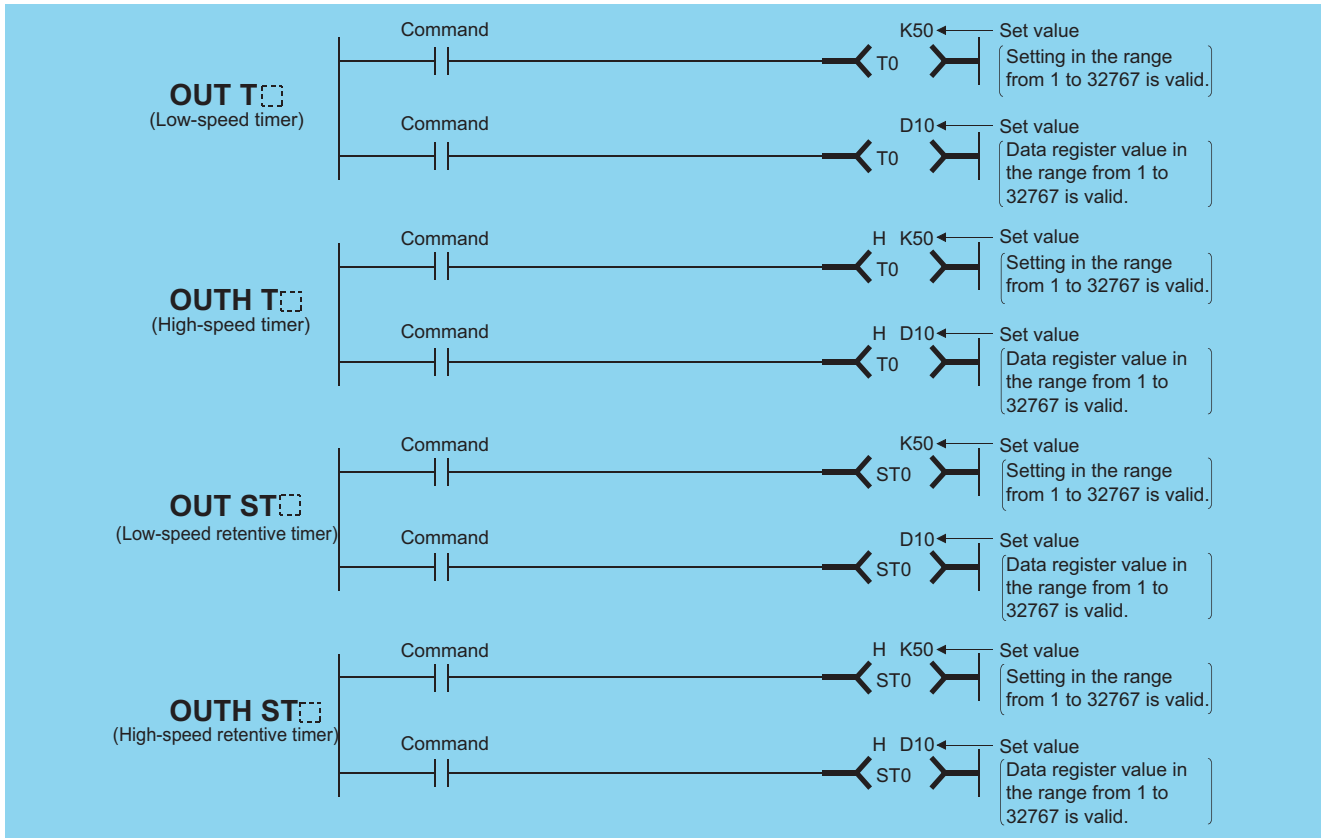 Command
K50
Set value
T0
Setting in the range
from 1 to 32767 is valid.
OUT T
(Low-speed timer)
Command
D10
Set value
T0
Data register value in
the range from 1 to
32767 is valid.
Command
H K50
Set value
T0
Setting in the range
from 1 to 32767 is valid.
OUTH T
(High-speed timer)
Command
H D10
Set value
T0
Data register value in
the range from 1 to
32767 is valid.
Command
K50
Set value
ST0
Setting in the range
from 1 to 32767 is valid.
OUT ST
(Low-speed retentive timer)
Command
D10
Set value
ST0
Data register value in
the range from 1 to
32767 is valid.
Command
H K50
Set value
ST0
Setting in the range
from 1 to 32767 is valid.
OUTH ST
(High-speed retentive timer)
Command
H D10
Set value
ST0
Data register value in
the range from 1 to
32767 is valid.